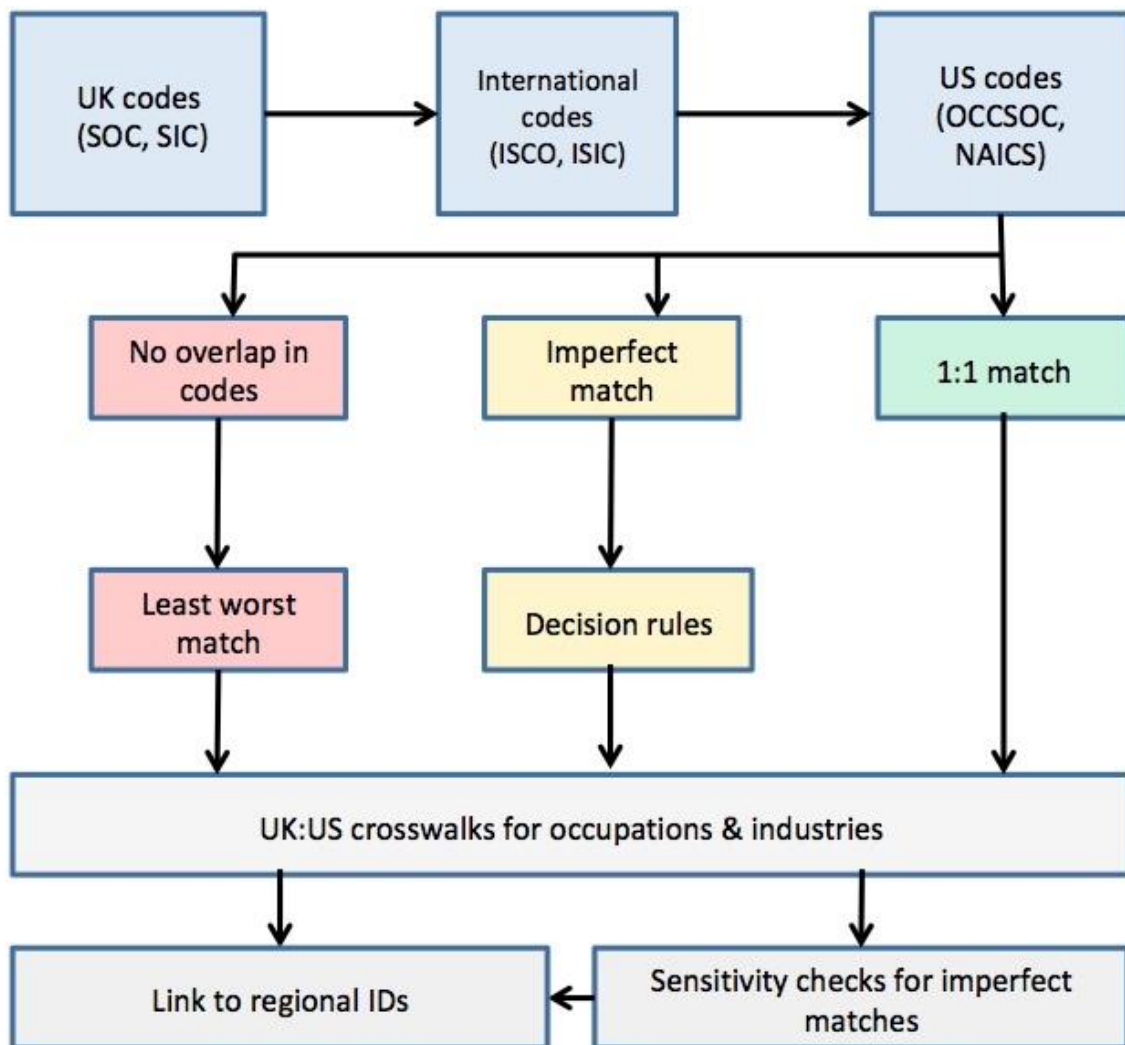 UK codes
(SOC, SIC)
International
codes
(ISCO, ISIC)
US codes
(OCCSOC,
NAICS)
No overlap in
codes
Imperfect
match
1:1 match
Least worst
match
Decision rules
UK:US crosswalks for occupations & industries
Link to regional IDs
Sensitivity checks for imperfect
matches